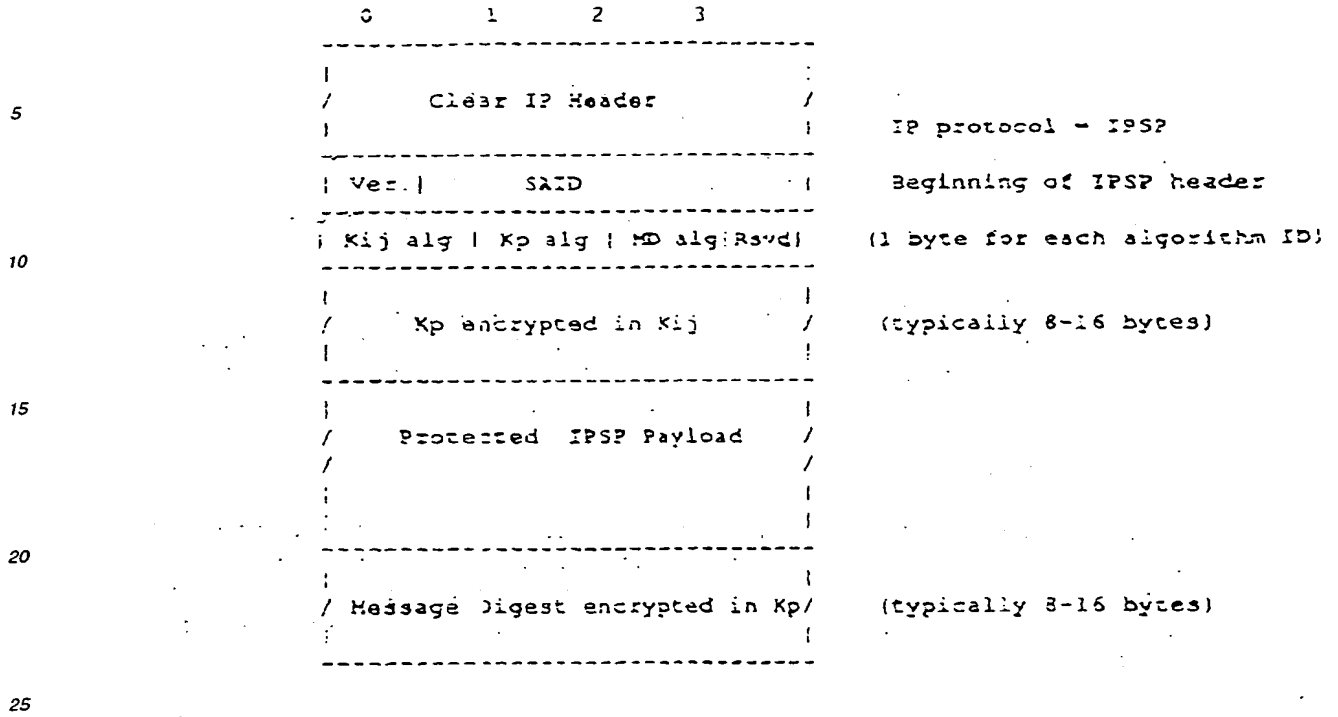 0 1 2 3
5
Clear IP Header
IP protocol = IPSP
| Ver.| SAID | Beginning of IPSP header
| Kij alg | Kp alg | MD alg|Rsvd| (1 byte for each algorithm ID)
10
Kp encrypted in Kij (typically 8-16 bytes)
15
Protected IPSP Payload
20
Message Digest encrypted in Kp (typically 8-16 bytes)
25